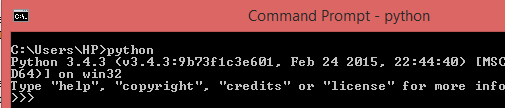 Command Prompt - python
C:\Users\HP>python
Python 3.4.3 (v3.4.3:9b73f1c3e601, Feb 24 2015, 22:44:40) [MSC
D64)] on win32
Type "help", "copyright", "credits" or "license" for more info
>>>